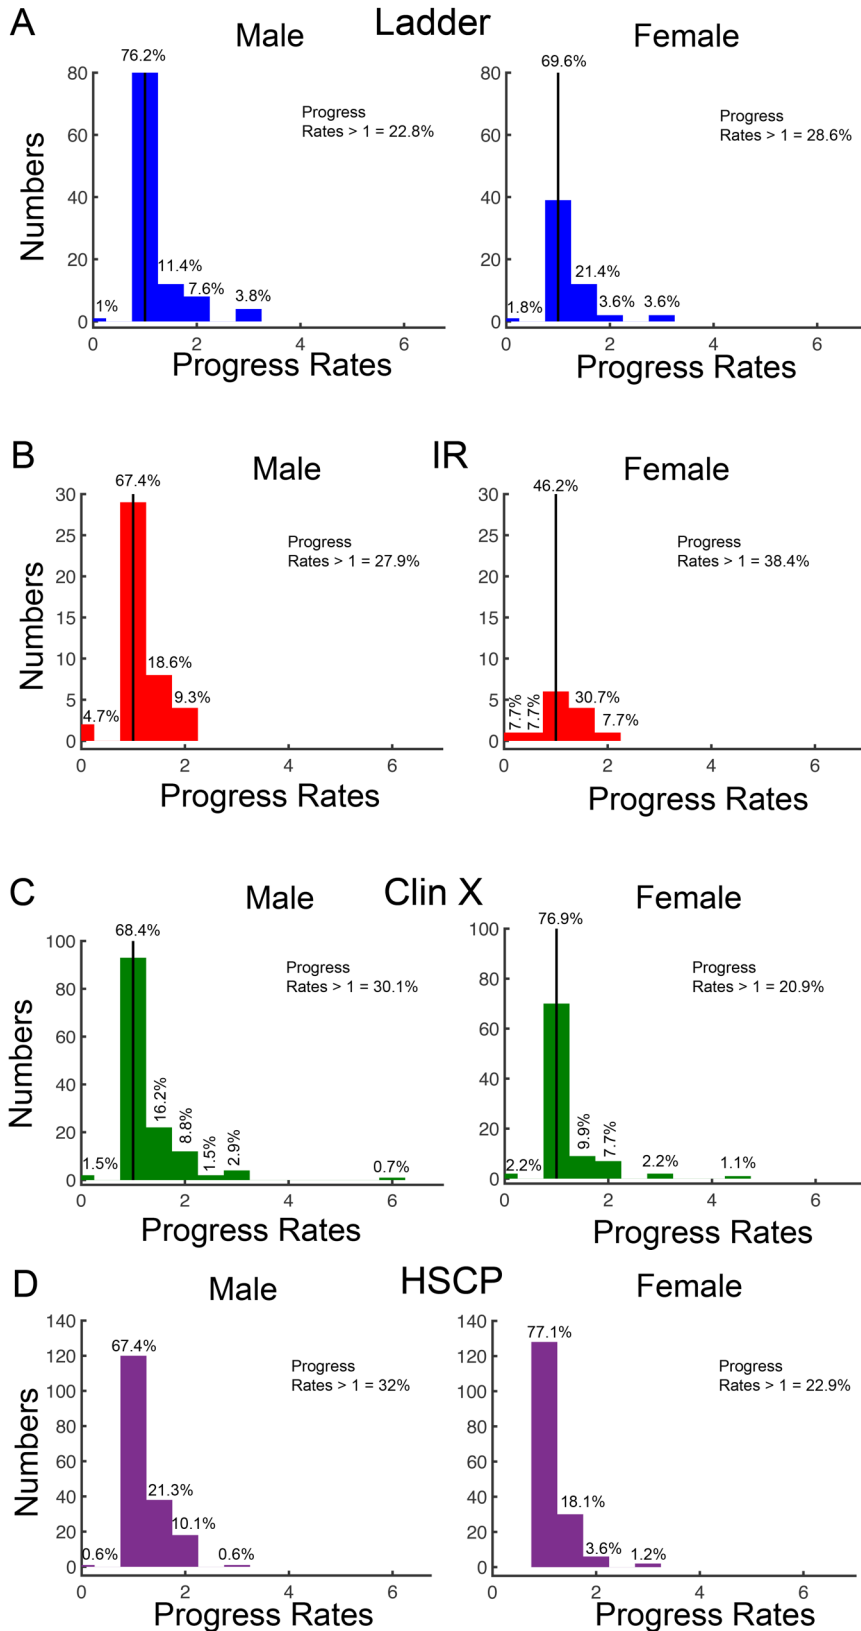 A
Ladder
Male
Female
76.2%
69.6%
80
60
40
20
0
Numbers
Progress
Rates > 1 = 22.8%
11.4%
7.6%
3.8%
1%
0
2
4
6
Progress Rates
80
60
40
20
0
Progress
Rates > 1 = 28.6%
21.4%
1.8%
3.6%
3.6%
0
2
4
6
Progress Rates
B
IR
Male
Female
67.4%
46.2%
30
25
20
15
10
5
0
Numbers
Progress
Rates > 1 = 27.9%
18.6%
9.3%
4.7%
0
2
4
6
Progress Rates
30
25
20
15
10
5
0
Progress
Rates > 1 = 38.4%
7.7%
7.7%
30.7%
7.7%
0
2
4
6
Progress Rates
C
Clin X
Male
Female
68.4%
76.9%
100
80
60
40
20
0
Numbers
Progress
Rates > 1 = 30.1%
1.5%
16.2%
8.8%
1.5%
2.9%
0.7%
0
2
4
6
Progress Rates
100
80
60
40
20
0
Progress
Rates > 1 = 20.9%
2.2%
9.9%
7.7%
2.2%
1.1%
0
2
4
6
Progress Rates
D
HSCP
Male
Female
67.4%
77.1%
140
120
100
80
60
40
20
0
Numbers
Progress
Rates > 1 = 32%
21.3%
10.1%
0.6%
0.6%
0
2
4
6
Progress Rates
140
120
100
80
60
40
20
0
Progress
Rates > 1 = 22.9%
18.1%
3.6%
1.2%
0
2
4
6
Progress Rates